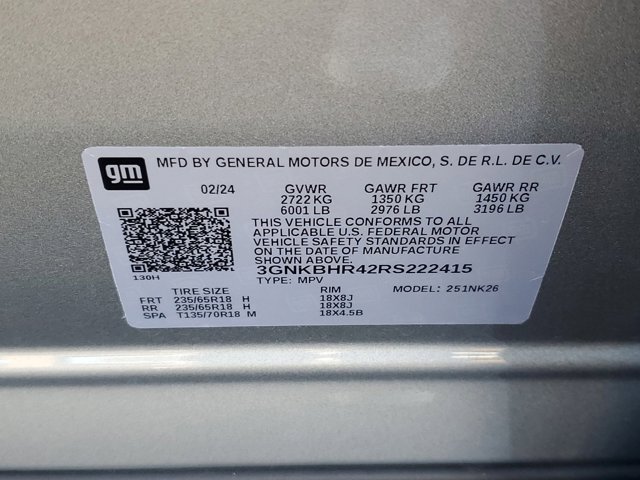 gm
MFD BY GENERAL MOTORS DE MEXICO, S. DE R.L. DE C.V.
02/24 GVWR GAWR FRT GAWR RR
2722 KG 1350 KG 1450 KG
6001 LB 2976 LB 3196 LB
THIS VEHICLE CONFORMS TO ALL
APPLICABLE U.S. FEDERAL MOTOR
VEHICLE SAFETY STANDARDS IN EFFECT
ON THE DATE OF MANUFACTURE
SHOWN ABOVE.
130H 3GNKBHR42RS222415
TYPE: MPV MODEL: 251NK26
TIRE SIZE RIM
FRT 235/65R18 H 18X8J
RR 235/65R18 H 18X8J
SPA T135/70R18 M 18X4.5B